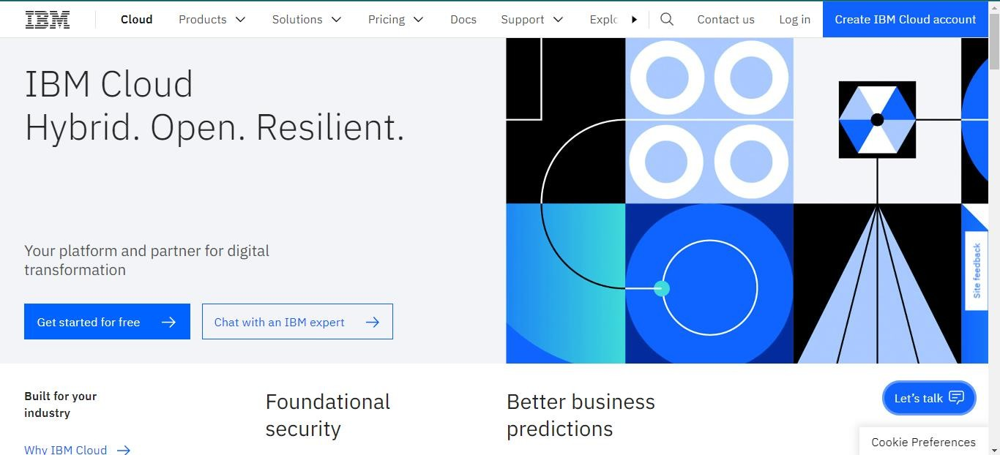 IBM Cloud Products Solutions Pricing Docs Support Explo Contact us Log in Create IBM Cloud account
IBM Cloud
Hybrid. Open. Resilient.
Your platform and partner for digital
transformation
Get started for free Chat with an IBM expert
Site feedback
Built for your
industry
Why IBM Cloud
Foundational
security
Better business
predictions
Let's talk
Cookie Preferences